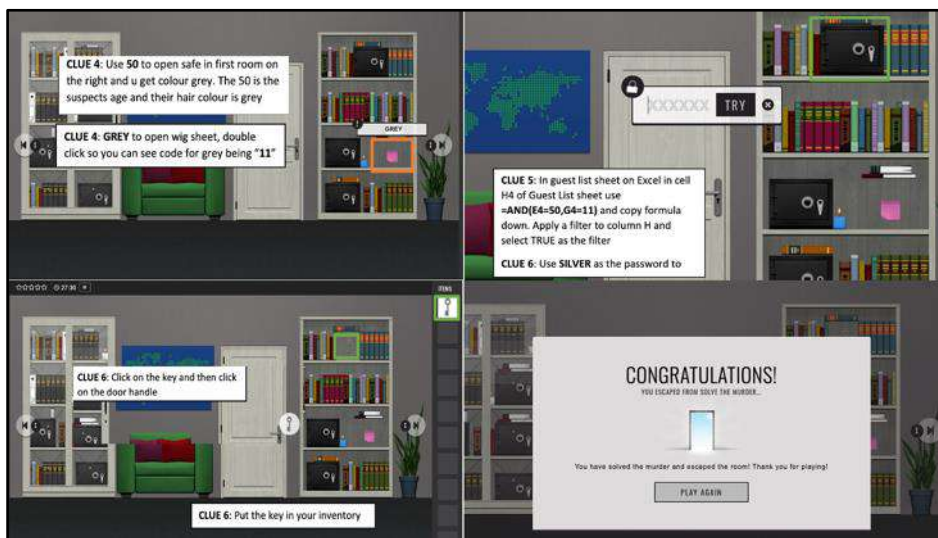 CLUE 4: Use 50 to open safe in first room on
the right and u get colour grey. The 50 is the
suspects age and their hair colour is grey
CLUE 4: GREY to open wig sheet, double
click so you can see code for grey being "11"
GREY
XXXXXX TRY
CLUE 5: In guest list sheet on Excel in cell
H4 of Guest List sheet use
=AND(E4=50,G4=11) and copy formula
down. Apply a filter to column H and
select TRUE as the filter
CLUE 6: Use SILVER as the password to
27:30
ITEMS
CLUE 6: Click on the key and then click
on the door handle
CLUE 6: Put the key in your inventory
CONGRATULATIONS!
YOU ESCAPED FROM SOLVE THE MURDER...
You have solved the murder and escaped the room! Thank you for playing!
PLAY AGAIN